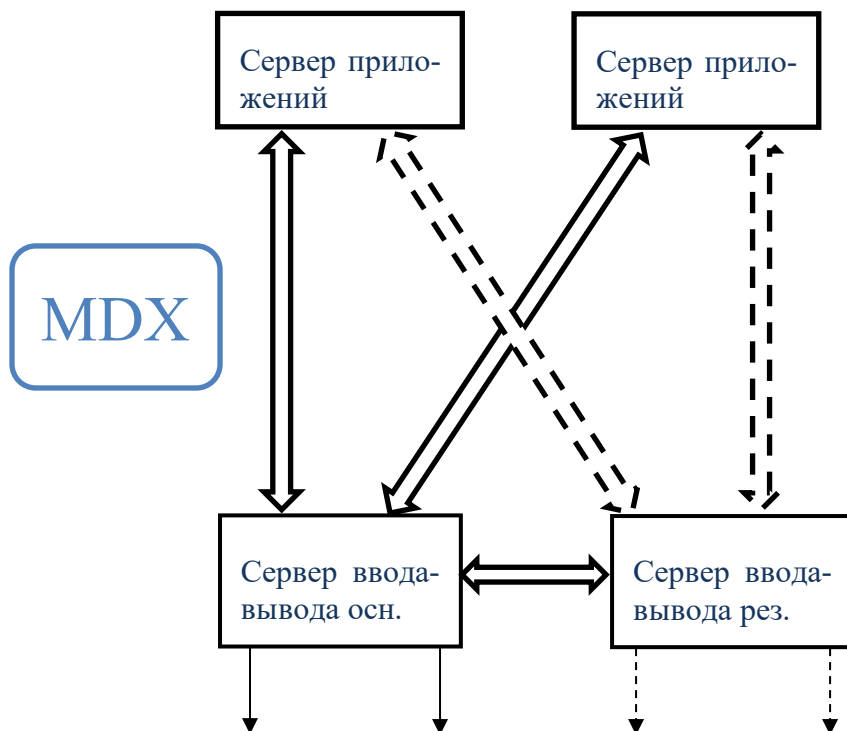 Сервер прило-
жений
Сервер прило-
жений
MDX
Сервер ввода-
вывода осн.
Сервер ввода-
вывода рез.